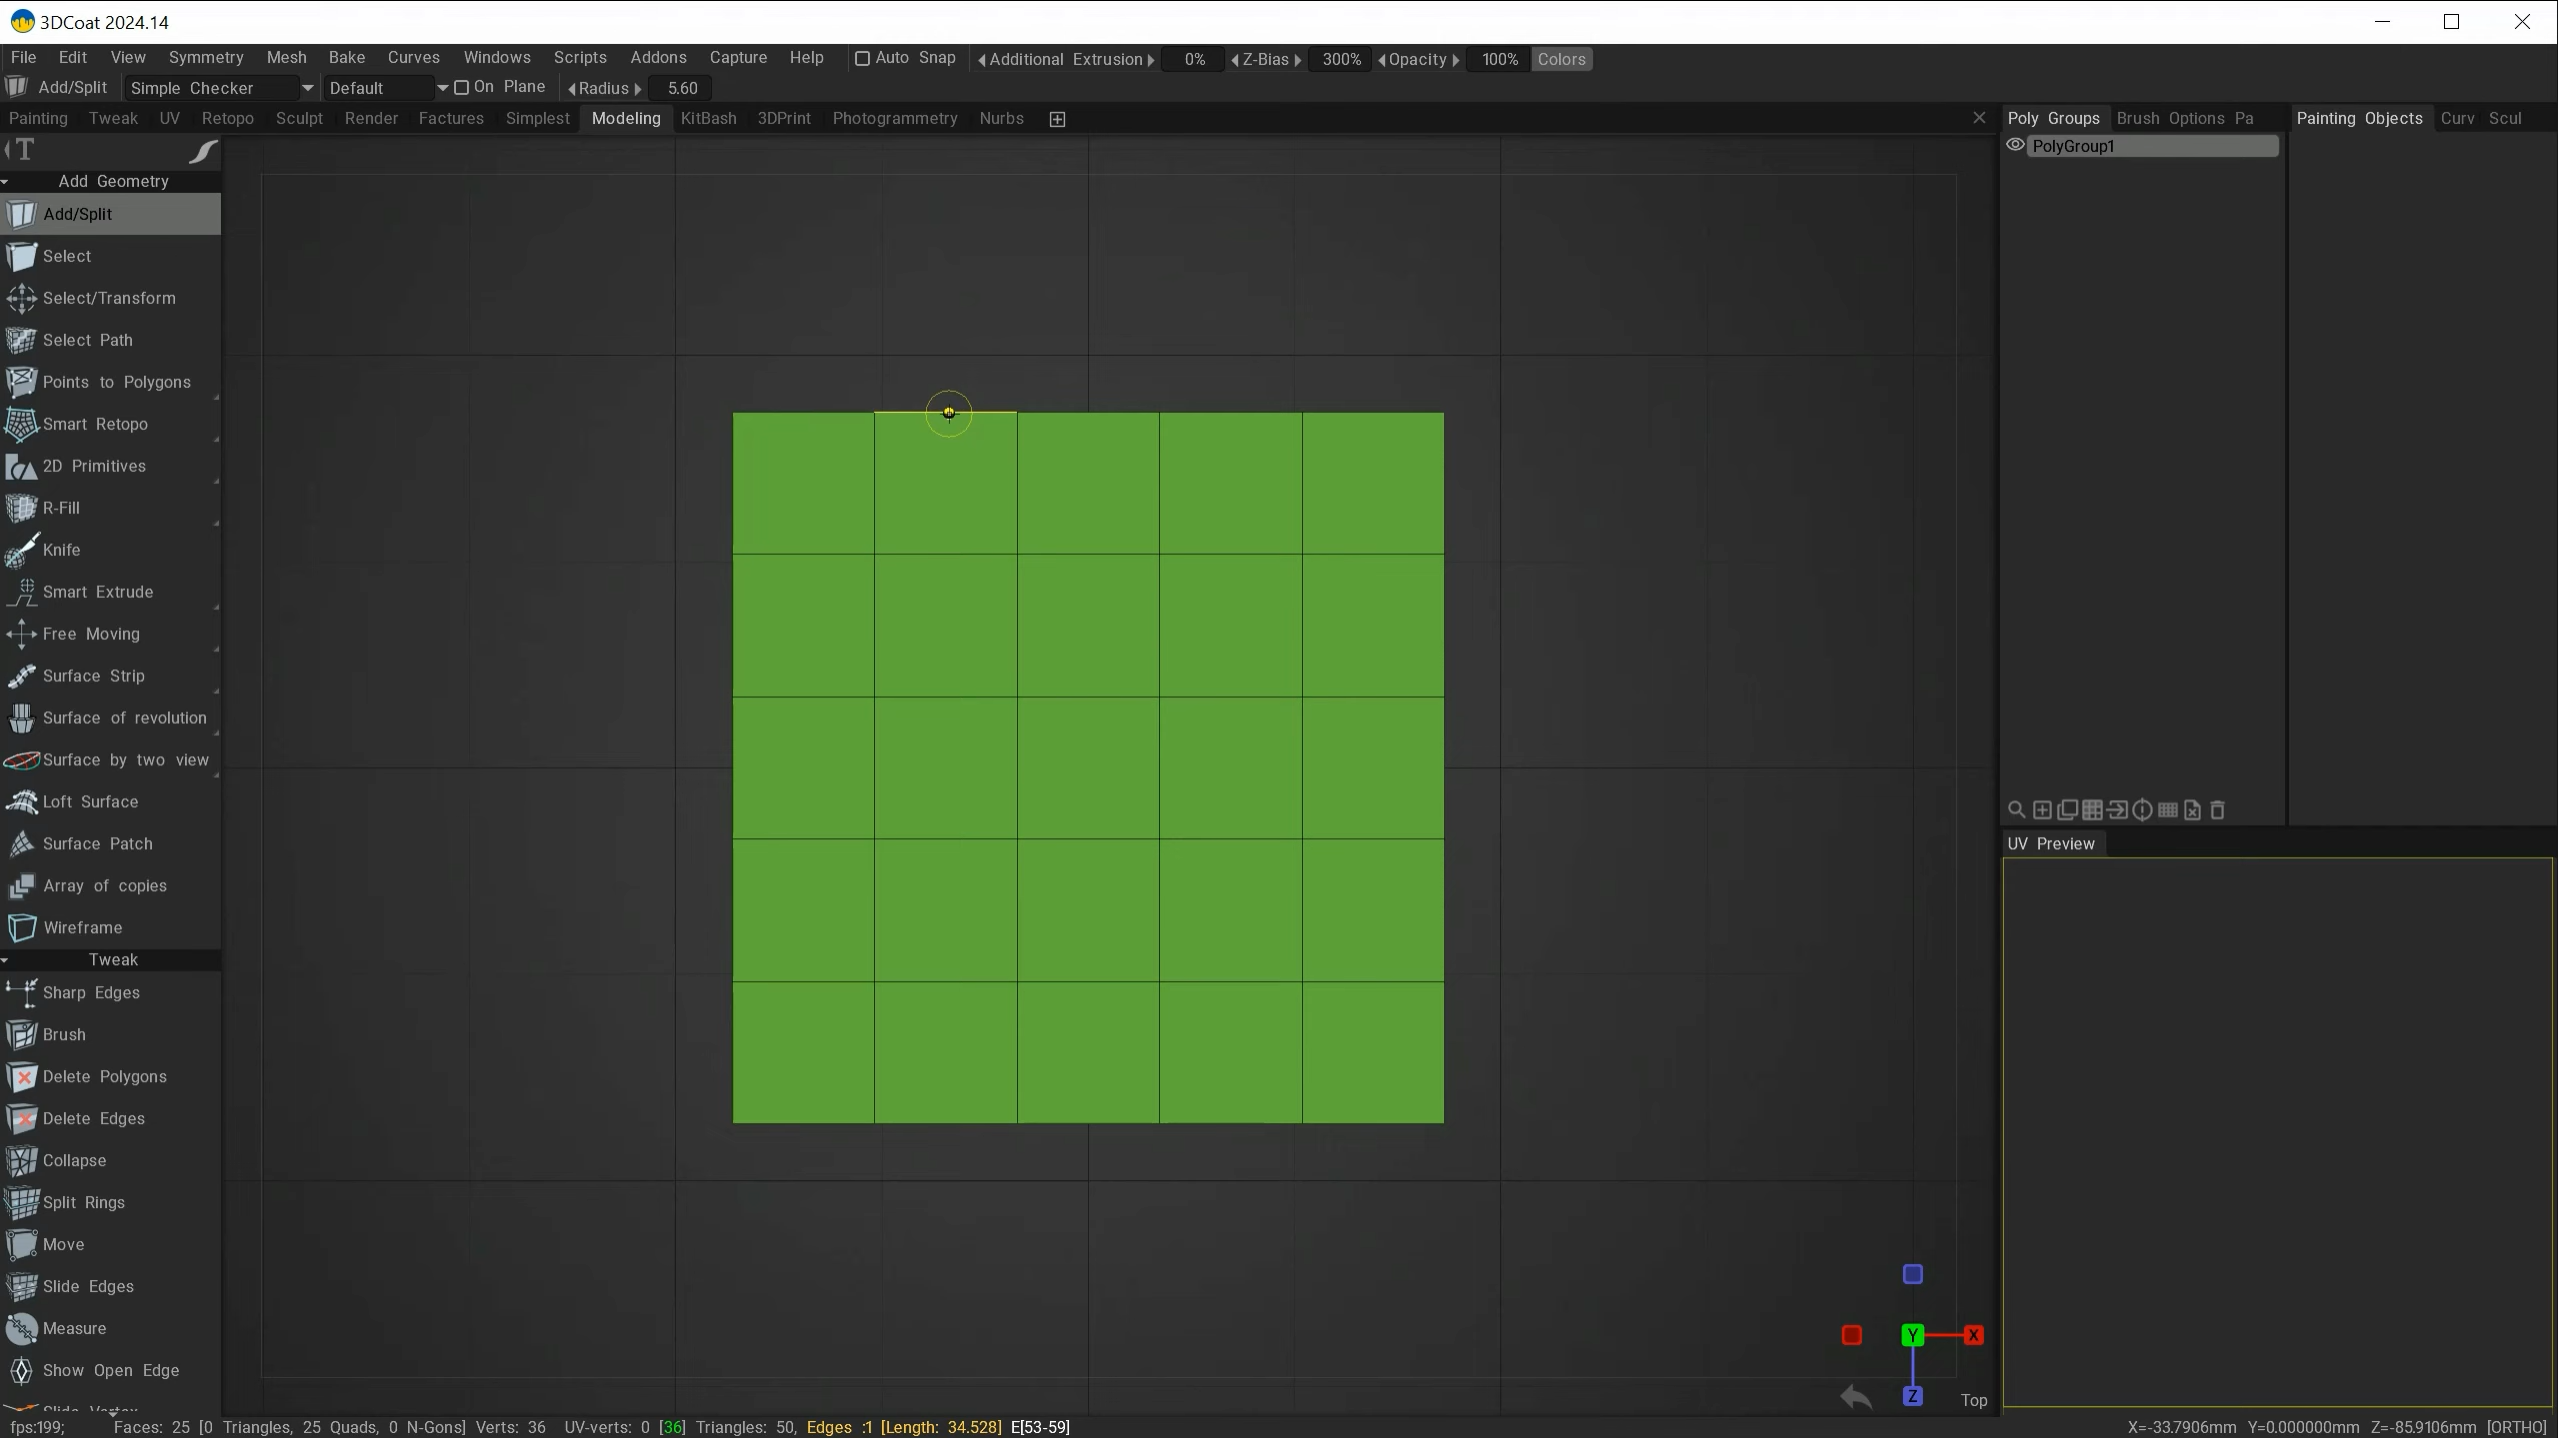 3DCoat 2024.14
File Edit View Symmetry Mesh Bake Curves Windows Scripts Addons Capture Help Auto Snap Additional Extrusion 0% Z-Bias 300% Opacity 100% Colors
Add/Split Simple Checker Default On Plane Radius 5.60
Painting Tweak UV Retopo Sculpt Render Factures Simplest Modeling KitBash 3DPrint Photogrammetry Nurbs Poly Groups Brush Options Pa Painting Objects Curv Scul
T
PolyGroup1
Add Geometry
Add/Split
Select
Select/Transform
Select Path
Points to Polygons
Smart Retopo
2D Primitives
R-Fill
Knife
Smart Extrude
Free Moving
Surface Strip
Surface of revolution
Surface by two view
Loft Surface
Surface Patch
Array of copies
Wireframe
Tweak
Sharp Edges
Brush
Delete Polygons
Delete Edges
Collapse
Split Rings
Move
Slide Edges
Measure
Show Open Edge
Slide Vertex
UV Preview
Y X
Z
Top
fps:199; Faces: 25 [0 Triangles, 25 Quads, 0 N-Gons] Verts: 36 UV-verts: 0 [36] Triangles: 50, Edges :1 [Length: 34.528] E[53-59] X=-33.7906mm Y=0.000000mm Z=-85.9106mm [ORTHO]